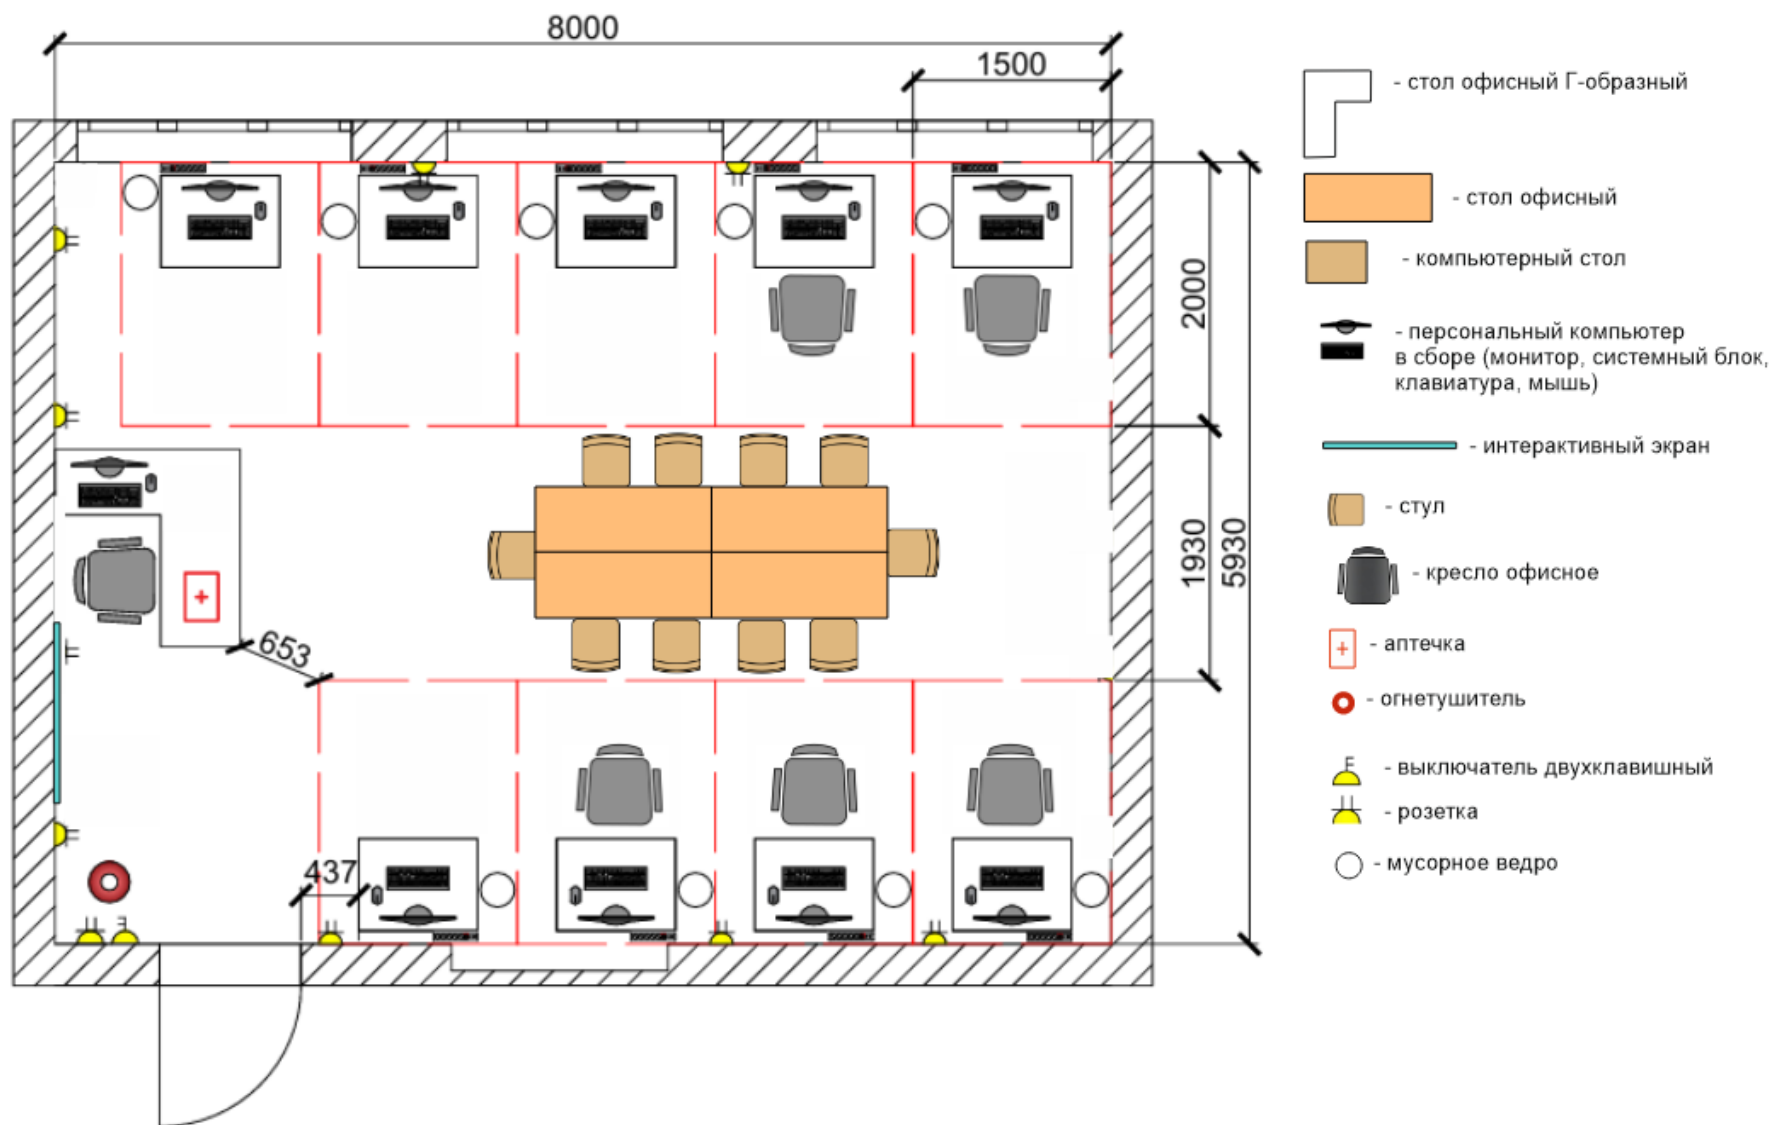 8000
1500
2000
1930
5930
653
437
- стол офисный Г-образный
- стол офисный
- компьютерный стол
- персональный компьютер
в сборе (монитор, системный блок,
клавиатура, мышь)
- интерактивный экран
- стул
- кресло офисное
- аптечка
- огнетушитель
- выключатель двухклавишный
- розетка
- мусорное ведро